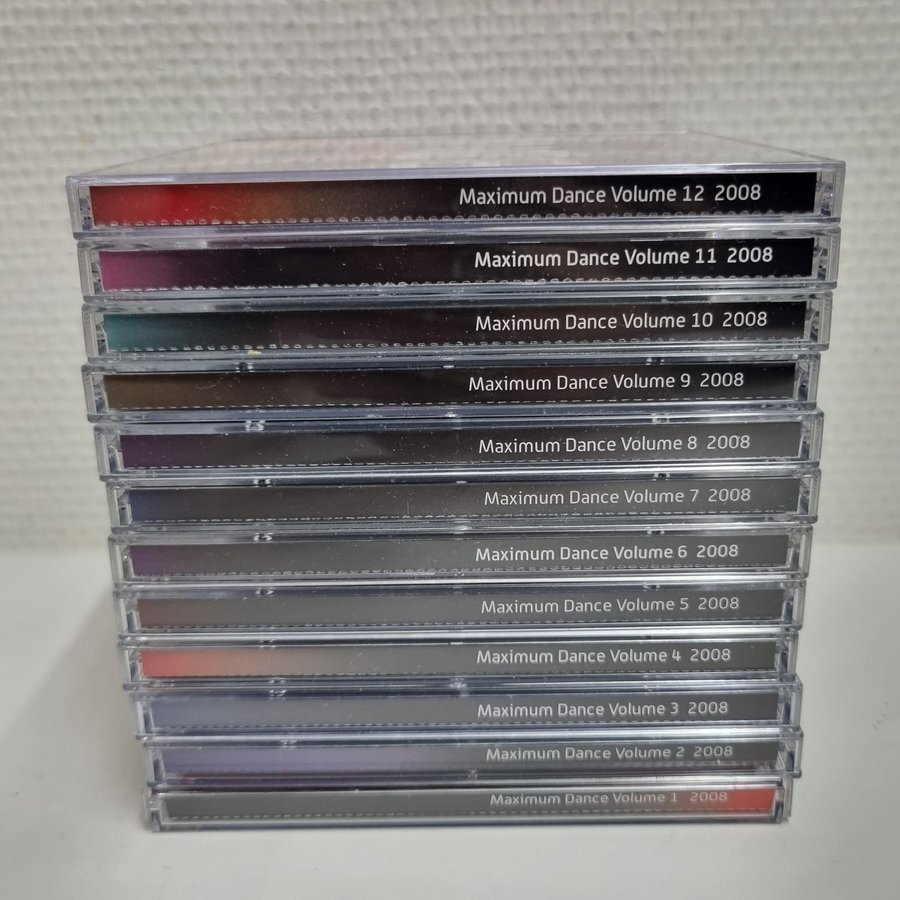 Maximum Dance Volume 12 2008
Maximum Dance Volume 11 2008
Maximum Dance Volume 10 2008
Maximum Dance Volume 9 2008
Maximum Dance Volume 8 2008
Maximum Dance Volume 7 2008
Maximum Dance Volume 6 2008
Maximum Dance Volume 5 2008
Maximum Dance Volume 4 2008
Maximum Dance Volume 3 2008
Maximum Dance Volume 2 2008
Maximum Dance Volume 1 2008